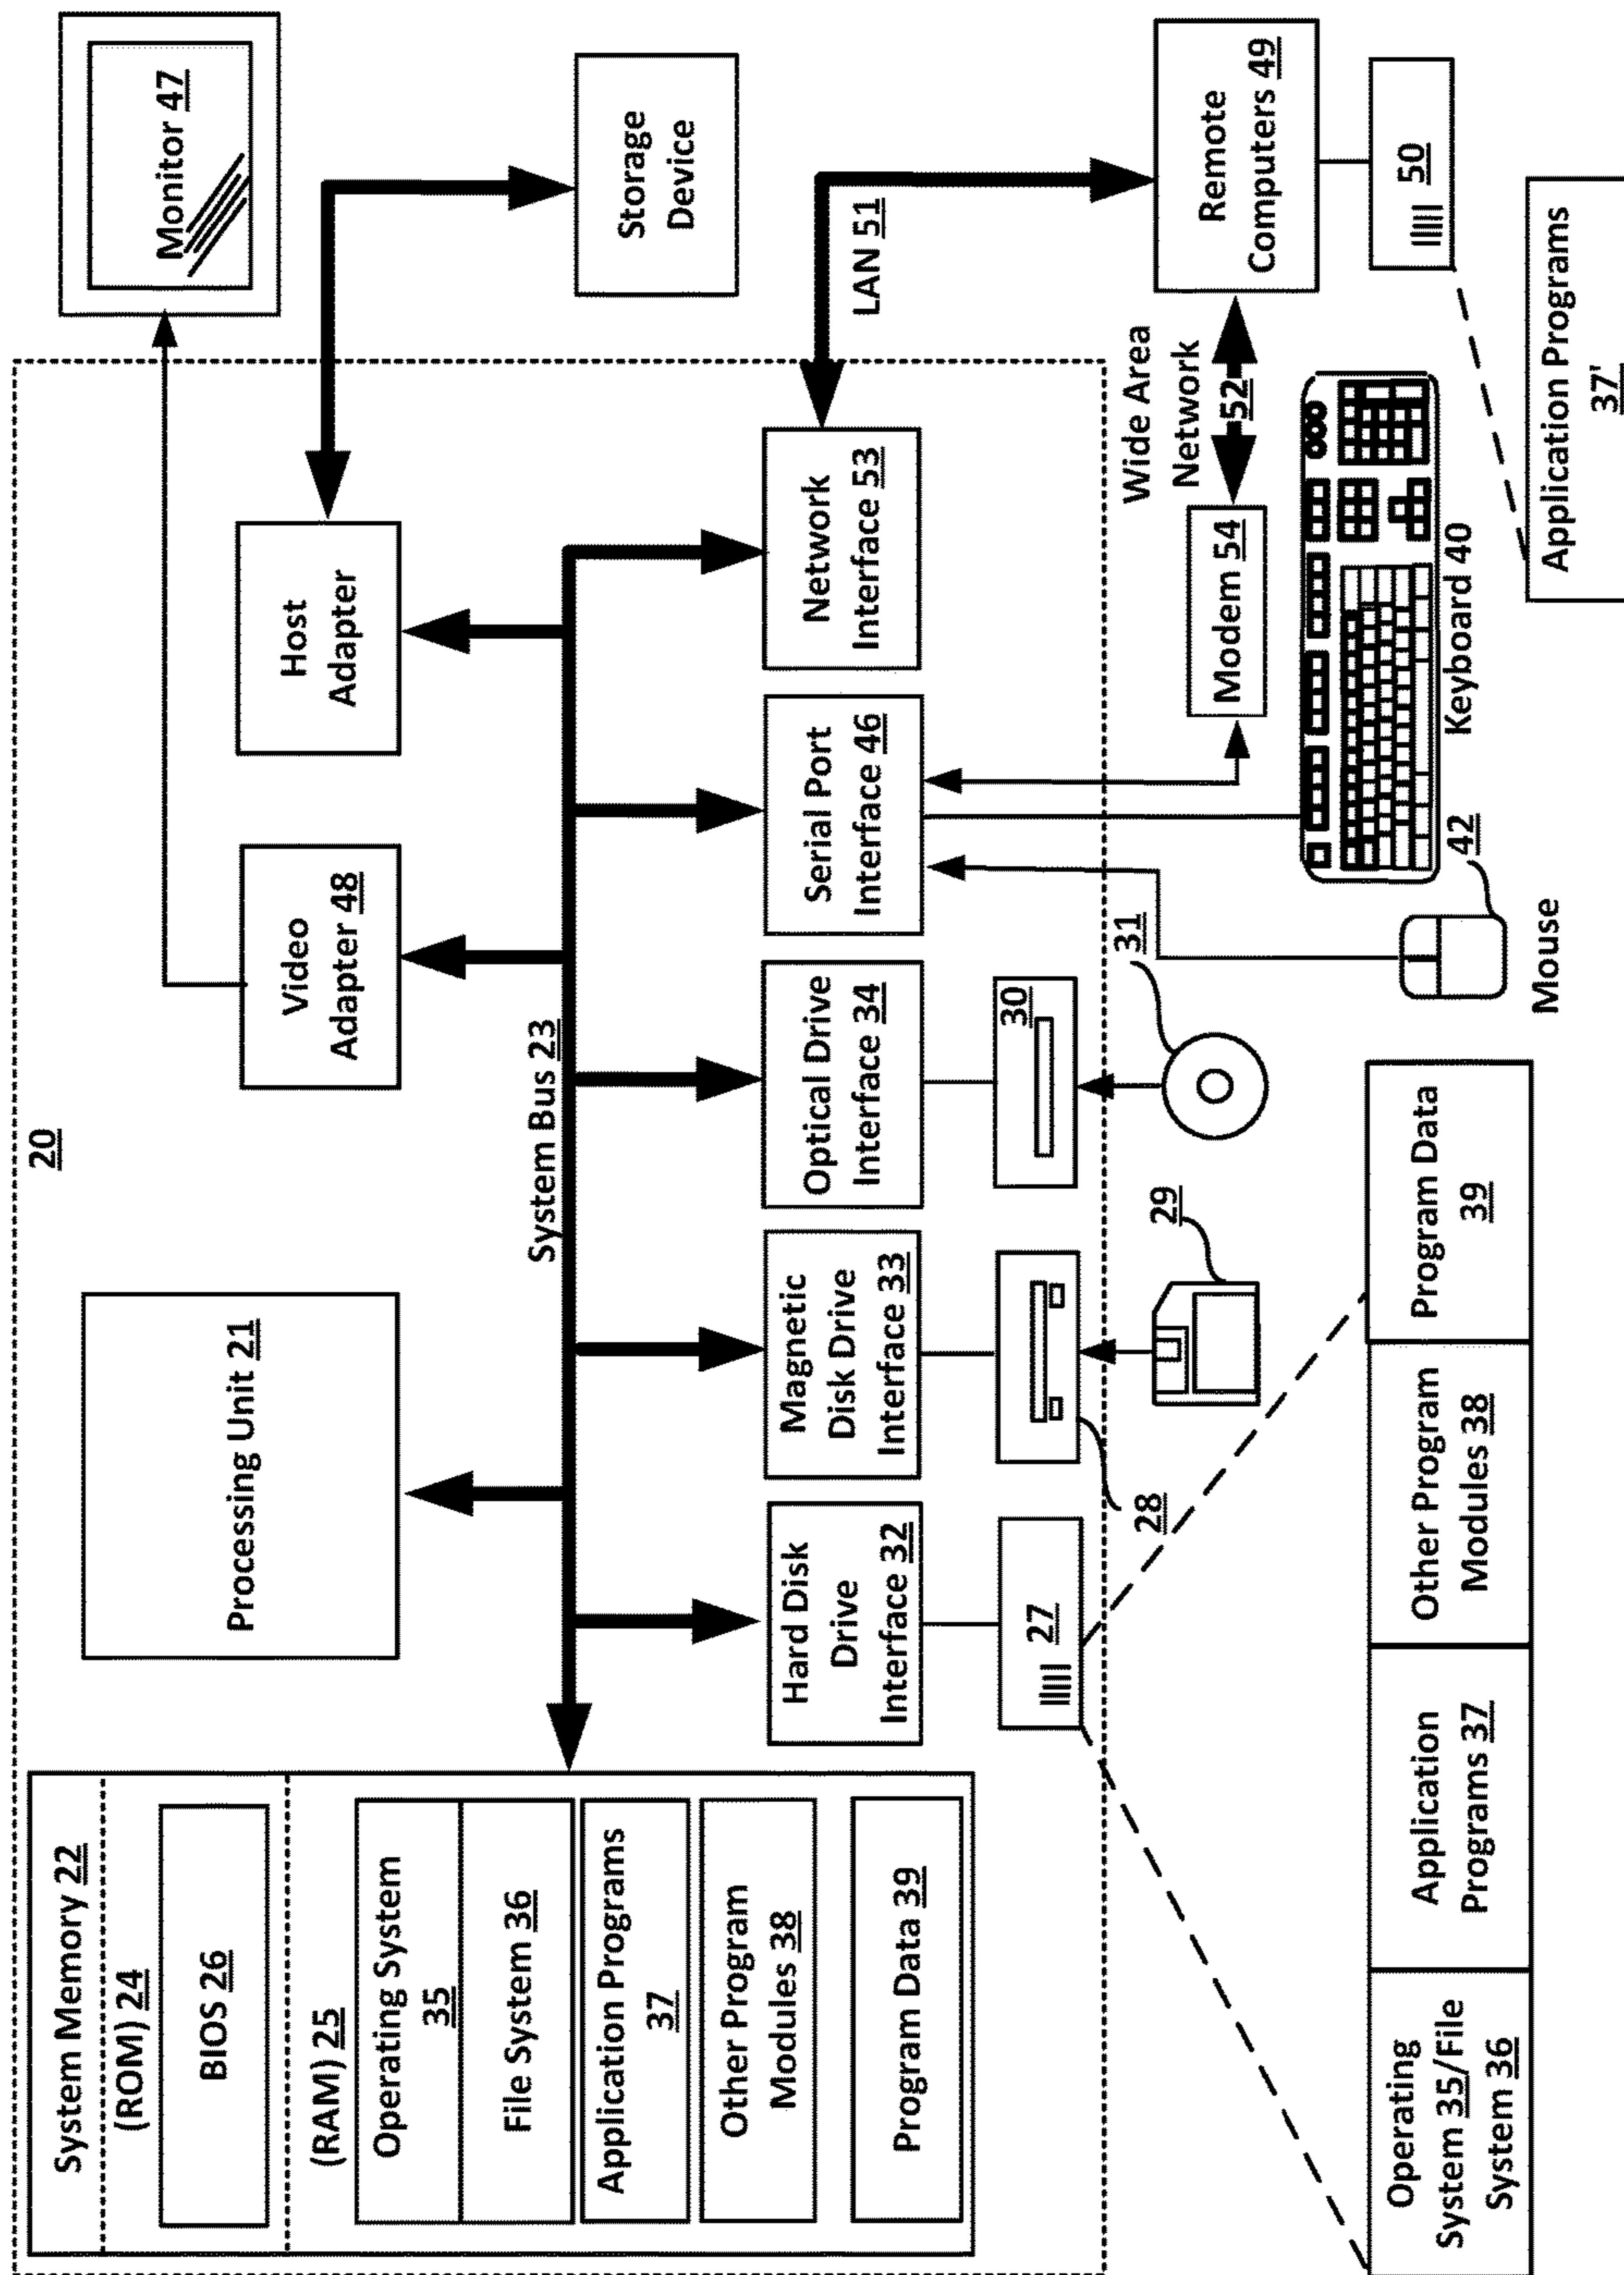 20
System Memory 22
(ROM) 24
BIOS 26
(RAM) 25
Operating System
35
File System 36
Application Programs
37
Other Program
Modules 38
Program Data 39
Processing Unit 21
Video
Adapter 48
Host
Adapter
Monitor 47
Storage
Device
System Bus 23
Hard Disk
Drive
Interface 32
Magnetic
Disk Drive
Interface 33
Optical Drive
Interface 34
Serial Port
Interface 46
Network
Interface 53
LAN 51
27
28
29
30
31
Wide Area
Network
52
Modem 54
Remote
Computers 49
50
Keyboard 40
42
Mouse
Operating
System 35/File
System 36
Application
Programs 37
Other Program
Modules 38
Program Data
39
Application Programs
37'